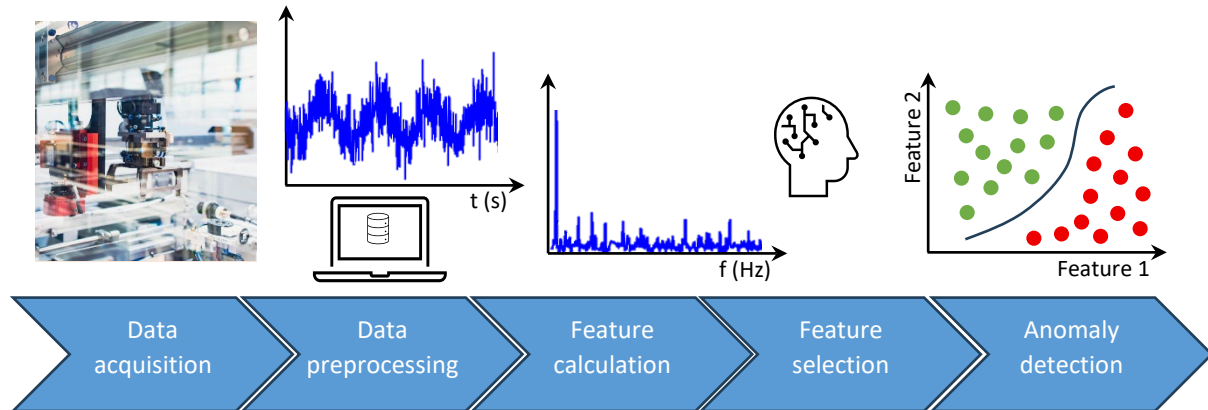 t (s)
f (Hz)
Feature 2
Feature 1
Data
acquisition
Data
preprocessing
Feature
calculation
Feature
selection
Anomaly
detection